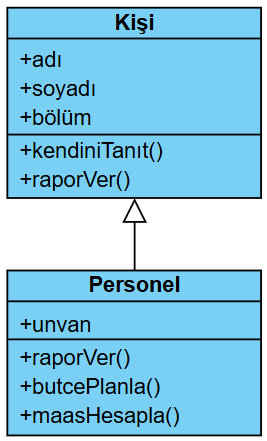 Kişi
+adı
+soyadı
+bölüm
+kendiniTanıt()
+raporVer()
Personel
+unvan
+raporVer()
+butcePlanla()
+maasHesapla()